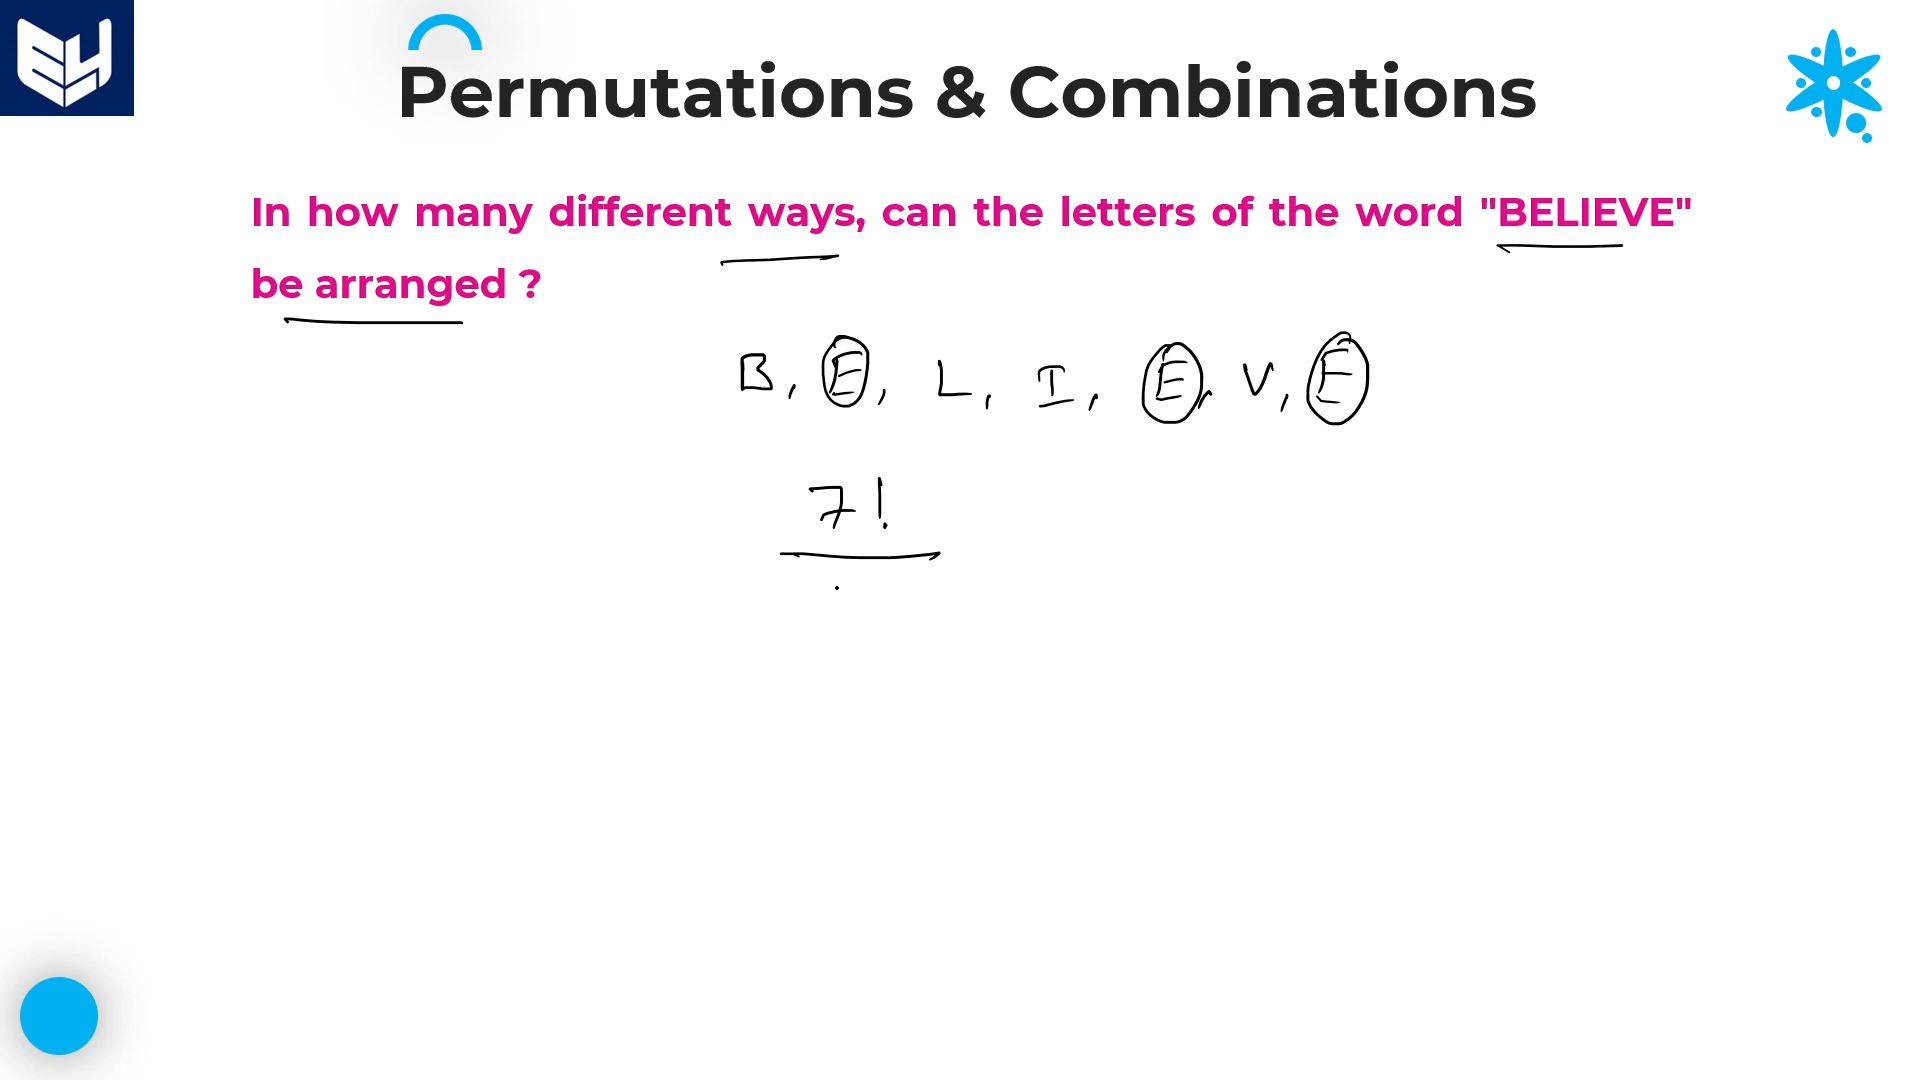 Permutations & Combinations
In how many different ways, can the letters of the word "BELIEVE"
be arranged ?
B, E, L, I, E, V, E
7!